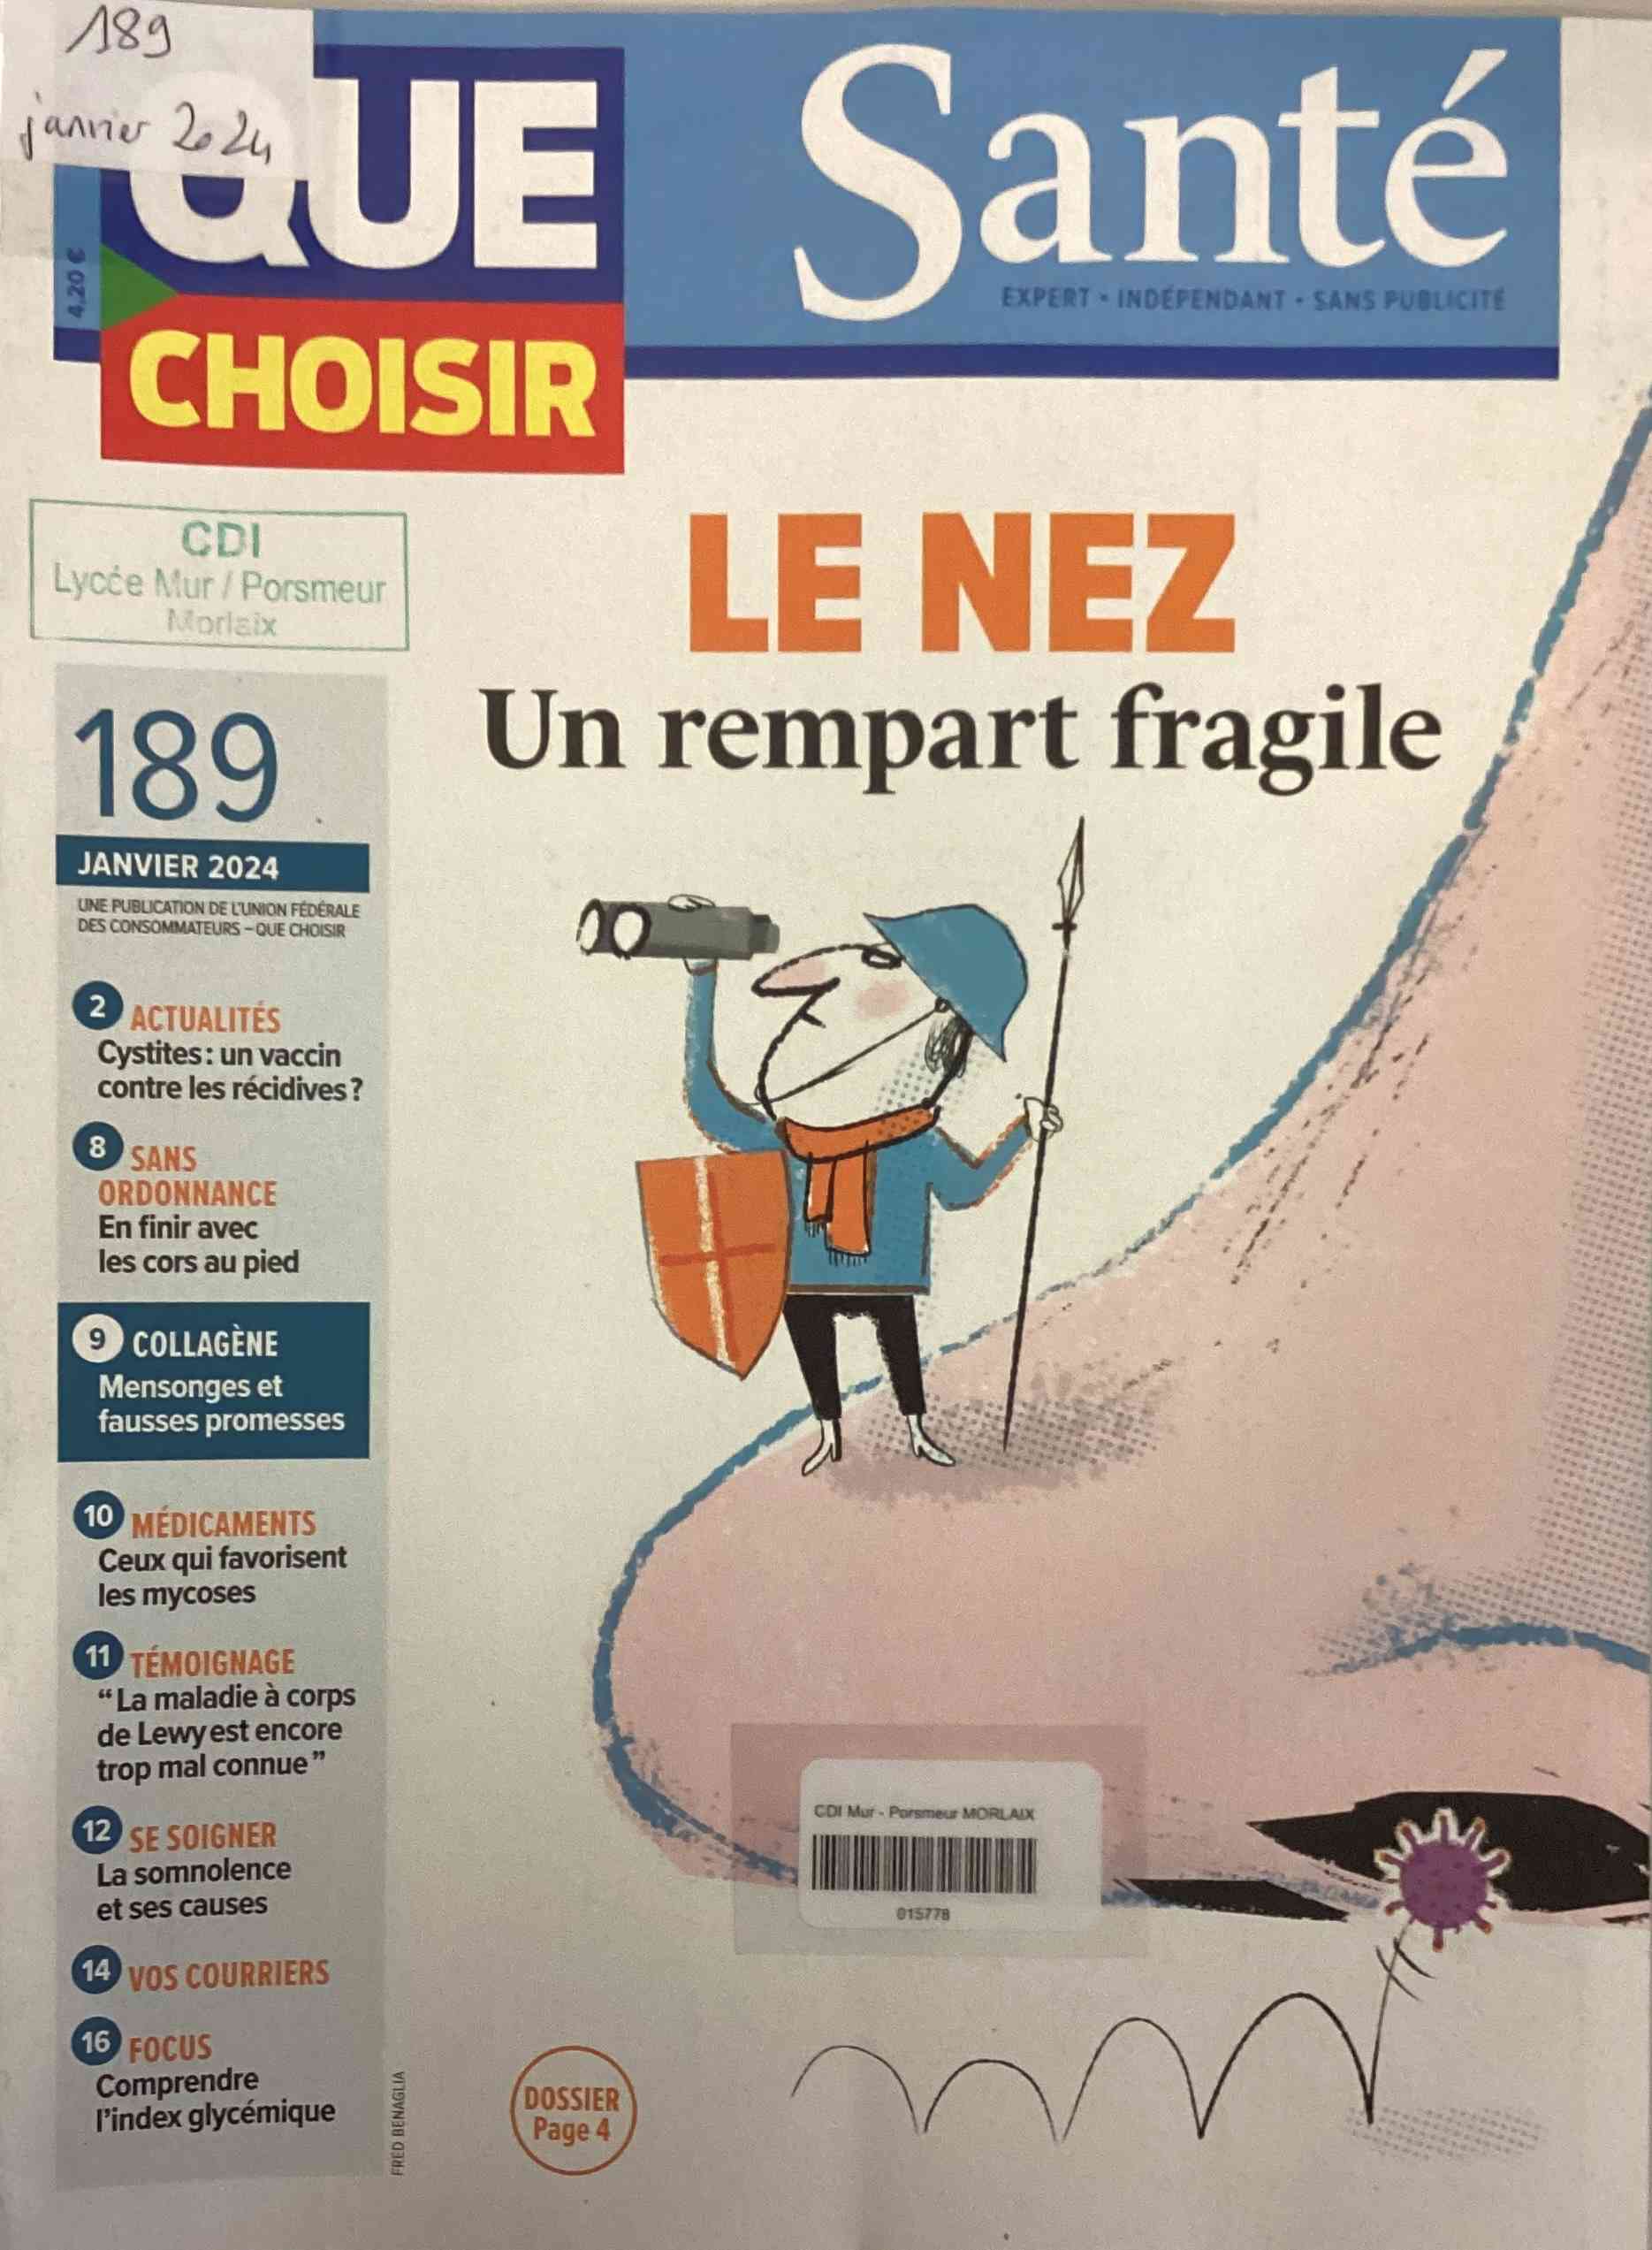 189
janvier 2024
QUE
CHOISIR
4,20 €
Santé
EXPERT • INDÉPENDANT • SANS PUBLICITÉ
CDI
Lycée Mur / Porsmeur
Morlaix
LE NEZ
Un rempart fragile
189
JANVIER 2024
UNE PUBLICATION DE L'UNION FÉDÉRALE
DES CONSOMMATEURS – QUE CHOISIR
2 ACTUALITÉS
Cystites : un vaccin
contre les récidives ?
8 SANS
ORDONNANCE
En finir avec
les cors au pied
9 COLLAGÈNE
Mensonges et
fausses promesses
10 MÉDICAMENTS
Ceux qui favorisent
les mycoses
11 TÉMOIGNAGE
“La maladie à corps
de Lewy est encore
trop mal connue”
12 SE SOIGNER
La somnolence
et ses causes
14 VOS COURRIERS
16 FOCUS
Comprendre
l'index glycémique
FRED BENAGLIA
DOSSIER
Page 4
CDI Mur - Porsmeur MORLAIX
015778